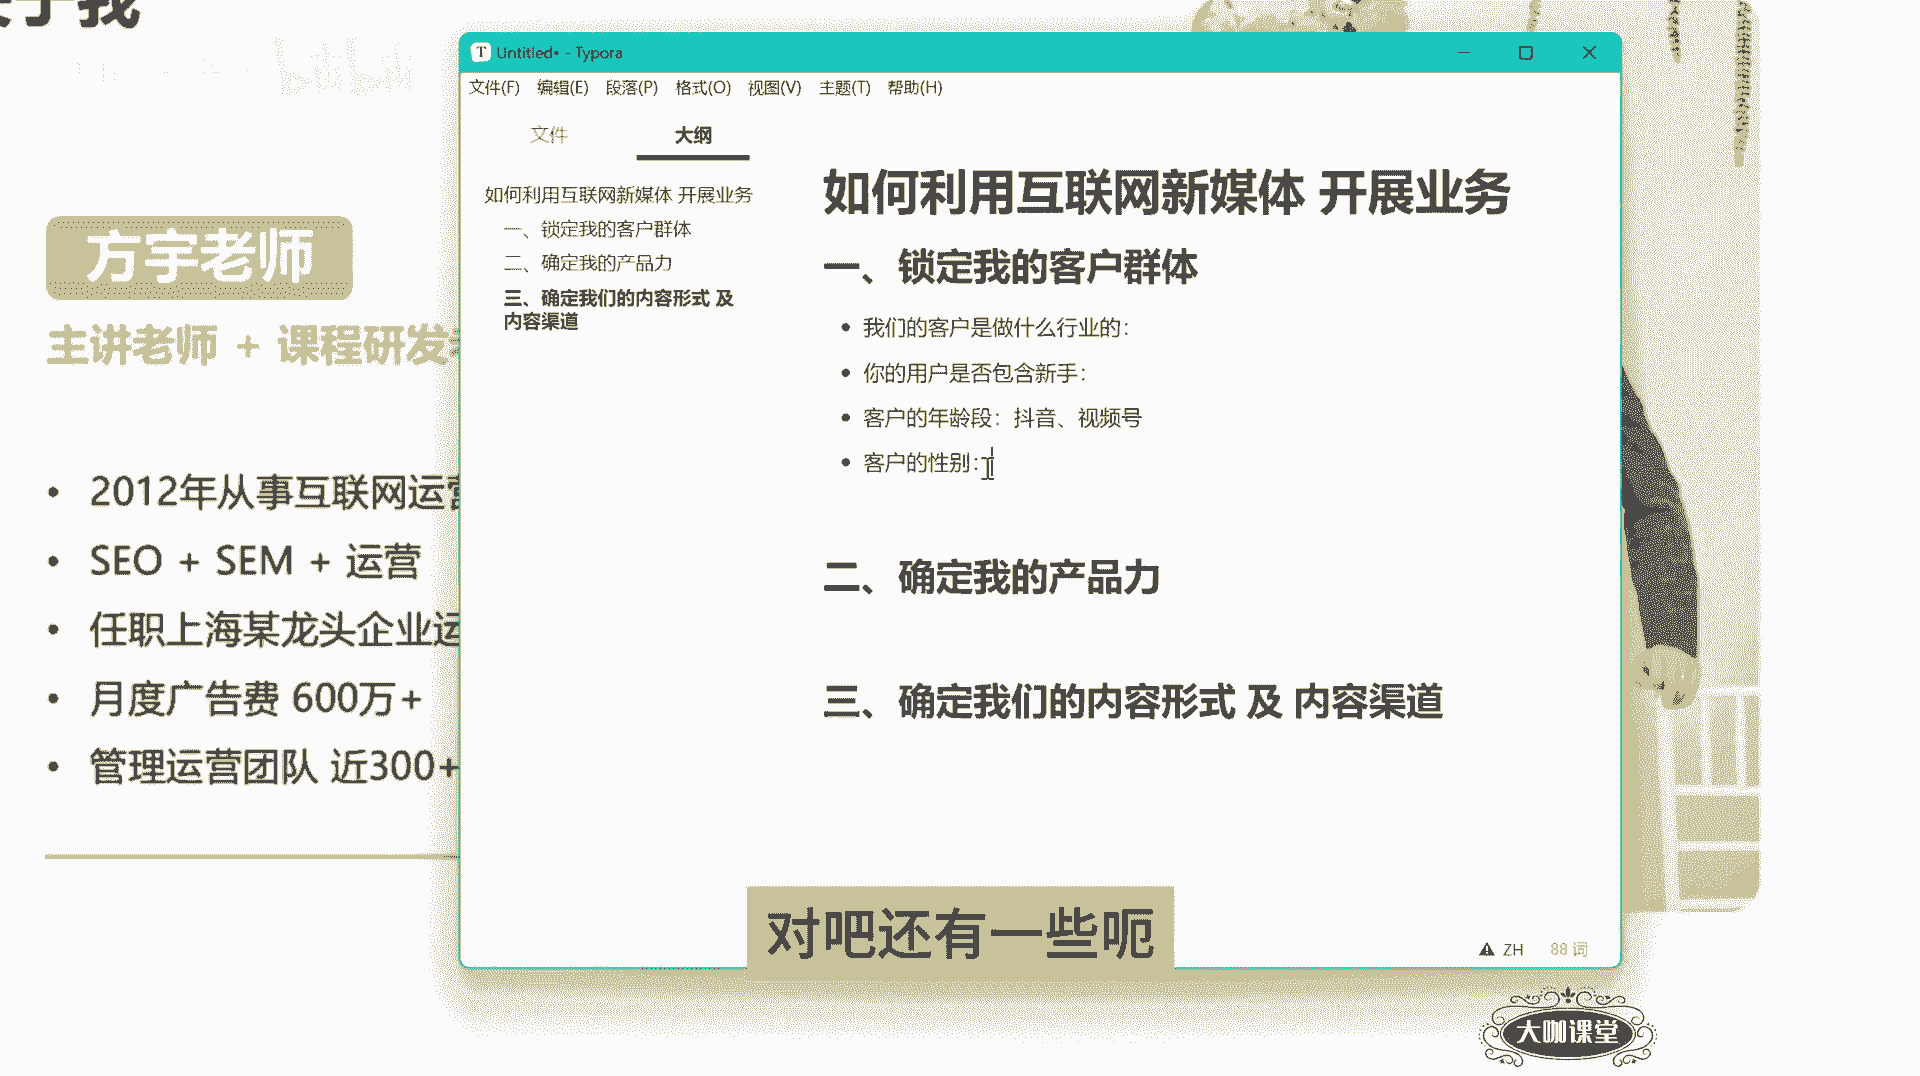 关于我
bilibili
方宇老师
主讲老师 + 课程研发
2012年从事互联网运营
SEO + SEM + 运营
任职上海某龙头企业运
月度广告费 600万+
管理运营团队 近300+
Untitled• - Typora
文件(F) 编辑(E) 段落(P) 格式(O) 视图(V) 主题(T) 帮助(H)
文件 大纲
如何利用互联网新媒体 开展业务
一、锁定我的客户群体
二、确定我的产品力
三、确定我们的内容形式 及
内容渠道
如何利用互联网新媒体 开展业务
一、锁定我的客户群体
我们的客户是做什么行业的：
你的用户是否包含新手：
客户的年龄段：抖音、视频号
客户的性别：
二、确定我的产品力
三、确定我们的内容形式 及 内容渠道
对吧还有一些呃
ZH 88 词
大咖课堂